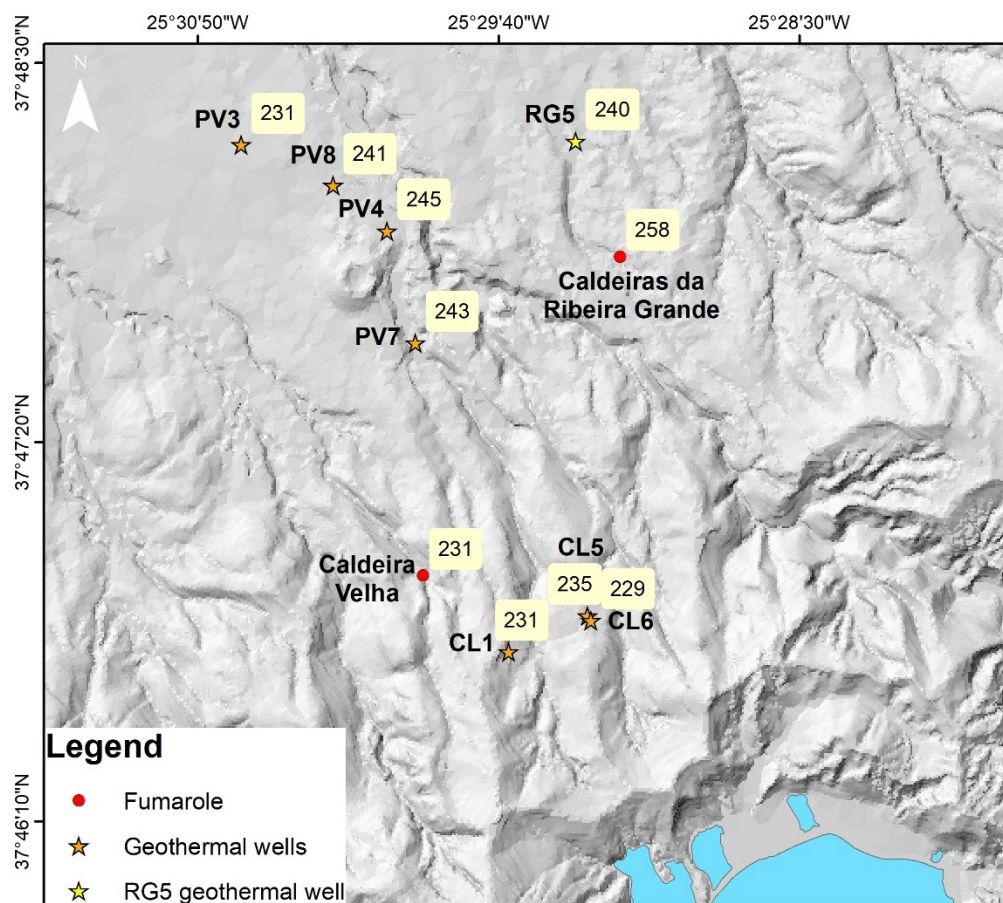 25°30'50"W
25°29'40"W
25°28'30"W
37°48'30"N
37°47'20"N
37°46'10"N
N
PV3
231
PV8
241
PV4
245
RG5
240
258
Caldeiras da
Ribeira Grande
PV7
243
Caldeira
Velha
231
CL5
235
229
CL6
CL1
231
Legend
Fumarole
Geothermal wells
RG5 geothermal well